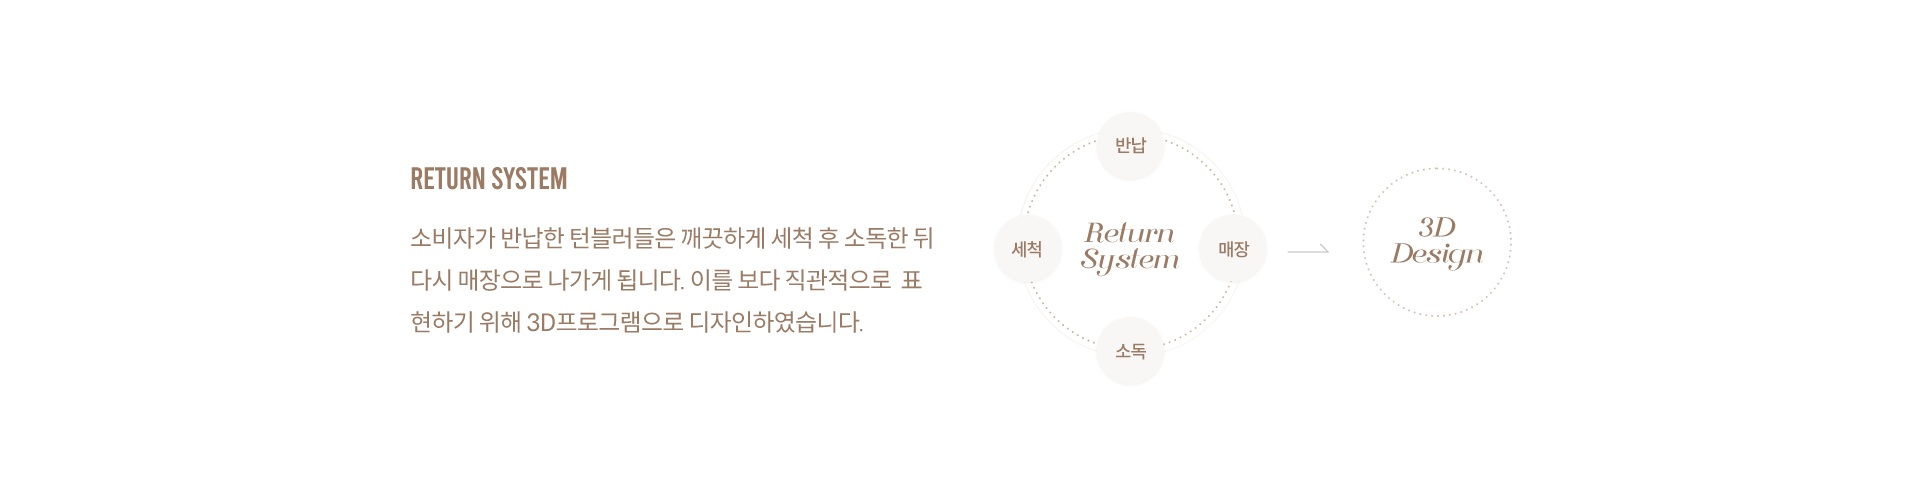 RETURN SYSTEM
소비자가 반납한 턴블러들은 깨끗하게 세척 후 소독한 뒤
다시 매장으로 나가게 됩니다. 이를 보다 직관적으로  표
현하기 위해 3D프로그램으로 디자인하였습니다.
반납
세척
Return
System
매장
소독
3D
Design